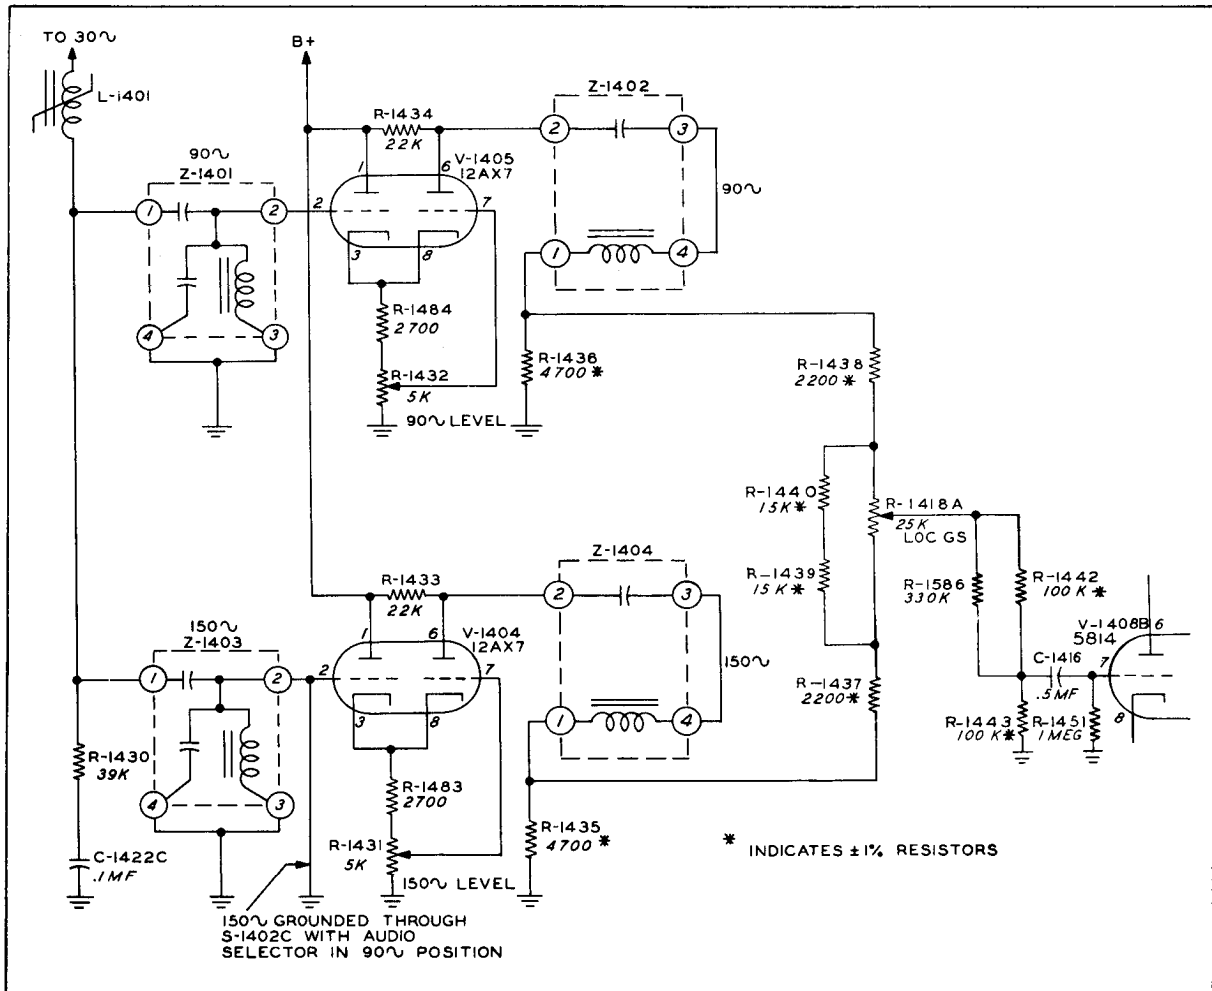 TO 30~
L-1401
B+
R-1434
22K
Z-1402
2
3
90~
Z-1401
1
6
V-1405
12AX7
90~
1
2
2
7
3
8
1
4
4
3
R-1484
2700
R-1432
5K
90~ LEVEL
R-1436
4700 *
R-1438
2200 *
R-1440
15K *
R-1418A
25K
LOC GS
R-1439
15K *
R-1586
330K
R-1442
100 K *
R-1433
22K
Z-1404
2
3
150~
Z-1403
1
6
V-1404
12AX7
150~
1
2
2
7
3
8
1
4
V-1408B
5814
6
C-1416
.5MF
7
8
R-1437
2200 *
R-1443
100 K *
R-1451
1 MEG
R-1430
39K
4
3
R-1483
2700
R-1431
5K
150~ LEVEL
R-1435
4700 *
* INDICATES ±1% RESISTORS
C-1422C
.1MF
150~ GROUNDED THROUGH
S-1402C WITH AUDIO
SELECTOR IN 90~ POSITION